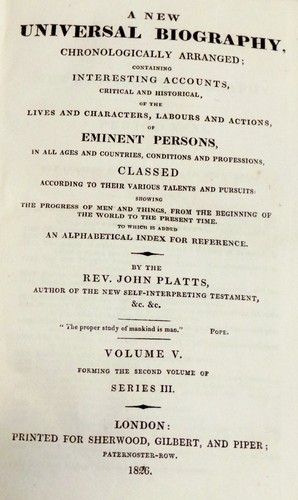 A NEW
UNIVERSAL BIOGRAPHY,
CHRONOLOGICALLY ARRANGED;
CONTAINING
INTERESTING ACCOUNTS,
CRITICAL AND HISTORICAL,
OF THE
LIVES AND CHARACTERS, LABOURS AND ACTIONS,
OF
EMINENT PERSONS,
IN ALL AGES AND COUNTRIES, CONDITIONS AND PROFESSIONS,
CLASSED
ACCORDING TO THEIR VARIOUS TALENTS AND PURSUITS:
SHOWING
THE PROGRESS OF MEN AND THINGS, FROM THE BEGINNING OF
THE WORLD TO THE PRESENT TIME.
TO WHICH IS ADDED
AN ALPHABETICAL INDEX FOR REFERENCE.
BY THE
REV. JOHN PLATTS,
AUTHOR OF THE NEW SELF-INTERPRETING TESTAMENT,
&c. &c.
"The proper study of mankind is man." POPE.
VOLUME V.
FORMING THE SECOND VOLUME OF
SERIES III.
LONDON:
PRINTED FOR SHERWOOD, GILBERT, AND PIPER;
PATERNOSTER-ROW.
1826.